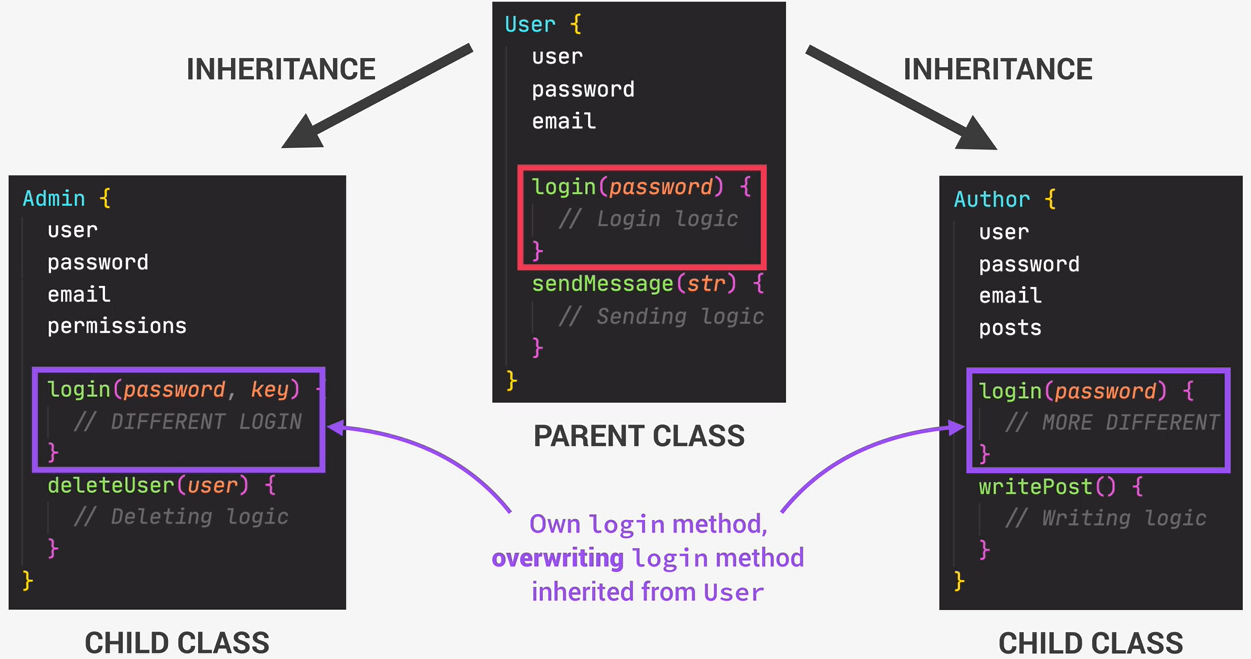 User {
user
password
email
login(password) {
// Login logic
}
sendMessage(str) {
// Sending logic
}
}
PARENT CLASS
INHERITANCE
INHERITANCE
Admin {
user
password
email
permissions
login(password, key) {
// DIFFERENT LOGIN
}
deleteUser(user) {
// Deleting logic
}
}
CHILD CLASS
Author {
user
password
email
posts
login(password) {
// MORE DIFFERENT
}
writePost() {
// Writing logic
}
}
CHILD CLASS
Own login method,
overwriting login method
inherited from User